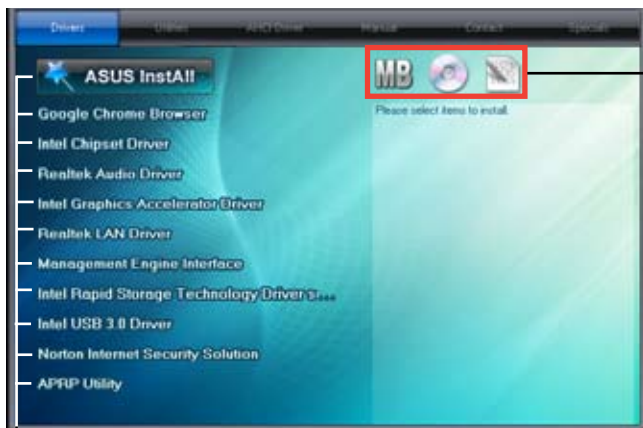 Drivers Utilities AHCI Driver Manual Contact Specials
ASUS InstAll
MB
Please select items to install.
Google Chrome Browser
Intel Chipset Driver
Realtek Audio Driver
Intel Graphics Accelerator Driver
Realtek LAN Driver
Management Engine Interface
Intel Rapid Storage Technology Driver s....
Intel USB 3.0 Driver
Norton Internet Security Solution
APRP Utility